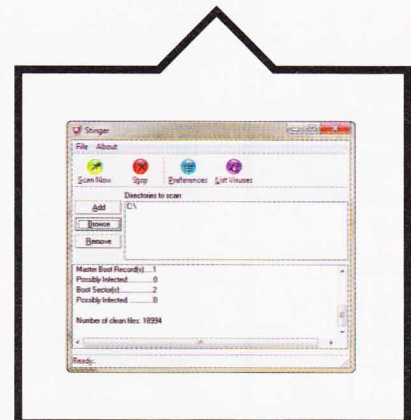 Stinger
File About
Scan Now Stop Preferences List Viruses
Directories to scan:
Add
C:\
Browse
Remove
Master Boot Record(s):....1
Possibly Infected: ..........0
Boot Sector(s):..............2
Possibly Infected: ..........0
Number of clean files: 18994
Ready..